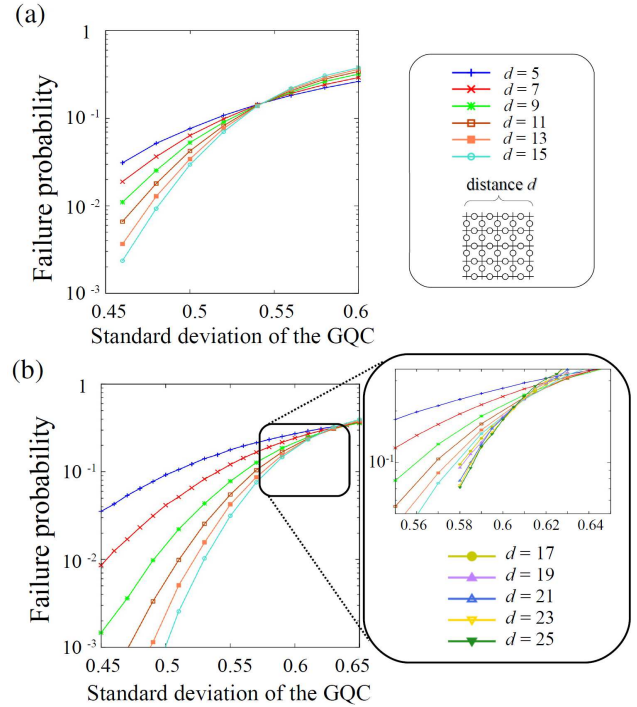 (a)
Failure probability
1
10⁻¹
10⁻²
10⁻³
0.5
0.55
0.6
Standard deviation of the GQC
d = 5
d = 7
d = 9
d = 11
d = 13
d = 15
distance d
(b)
Failure probability
1
10⁻¹
10⁻²
10⁻³
0.45
0.5
0.55
0.6
0.65
Standard deviation of the GQC
10⁻¹
0.56
0.58
0.6
0.62
0.64
d = 17
d = 19
d = 21
d = 23
d = 25